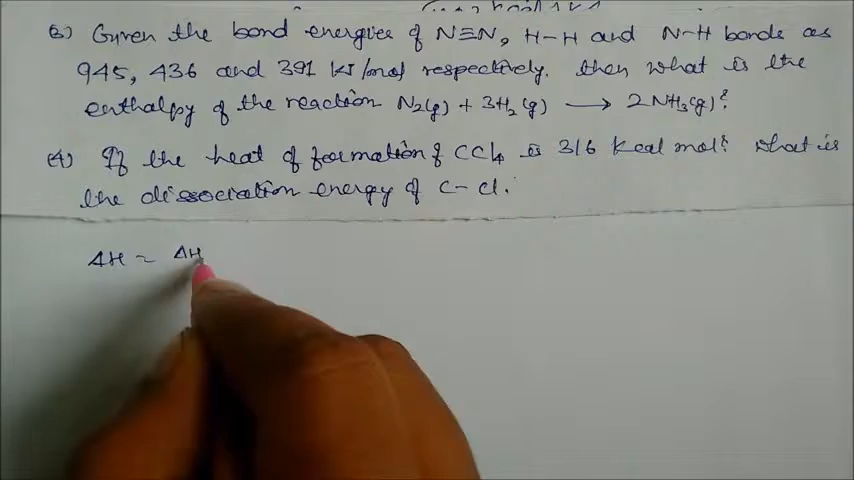 3) Given the bond energies of N≡N, H-H and N-H bonds as
945, 436 and 391 kJ/mol respectively. then what is the
enthalpy of the reaction N₂(g) + 3H₂(g) → 2NH₃(g)?
(4) If the heat of formation of CCl₄ is 316 kcal mol? what is
the dissociation energy of C-Cl.
ΔH = ΔH